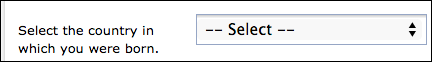 Select the country in
which you were born.
-- Select --